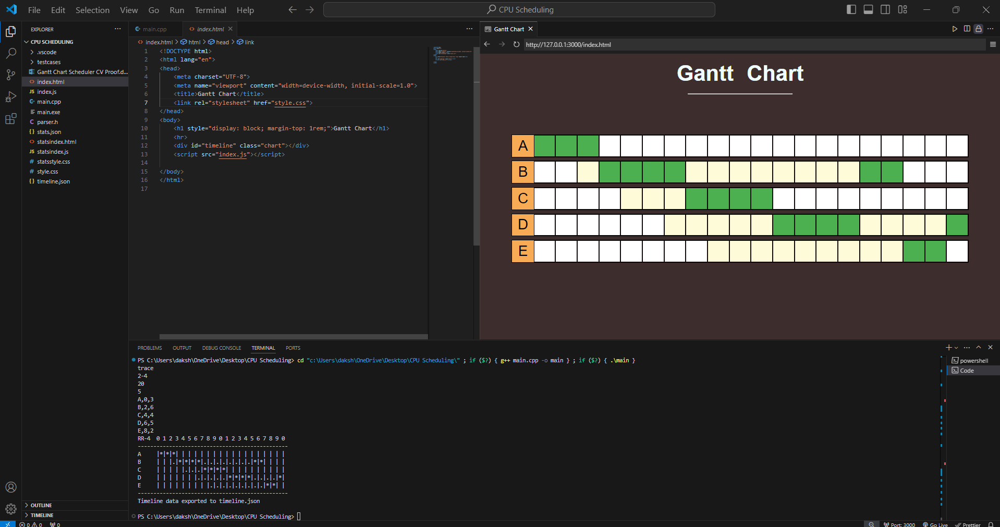 File Edit Selection View Go Run Terminal Help
CPU Scheduling
EXPLORER
CPU SCHEDULING
.vscode
testcases
Gantt Chart Scheduler CV Proof.d...
index.html
index.js
main.cpp
main.exe
parser.h
stats.json
statsindex.html
statsindex.js
statsstyle.css
style.css
timeline.json
OUTLINE
TIMELINE
main.cpp
index.html
index.html > html > head > link
1 <!DOCTYPE html>
2 <html lang="en">
3 <head>
4 <meta charset="UTF-8">
5 <meta name="viewport" content="width=device-width, initial-scale=1.0">
6 <title>Gantt Chart</title>
7 <link rel="stylesheet" href="style.css">
8 </head>
9 <body>
10 <h1 style="display: block; margin-top: 1rem;">Gantt Chart</h1>
11 <hr>
12 <div id="timeline" class="chart"></div>
13 <script src="index.js"></script>
14
15 </body>
16 </html>
17
Gantt Chart
http://127.0.0.1:3000/index.html
Gantt Chart
A
B
C
D
E
PROBLEMS OUTPUT DEBUG CONSOLE TERMINAL PORTS
PS C:\Users\daksh\OneDrive\Desktop\CPU Scheduling> cd "c:\Users\daksh\OneDrive\Desktop\CPU Scheduling\" ; if ($?) { g++ main.cpp -o main } ; if ($?) { .\main }
trace
2-4
20
5
A,0,3
B,2,6
C,4,4
D,6,5
E,8,2
RR-4 0 1 2 3 4 5 6 7 8 9 0 1 2 3 4 5 6 7 8 9 0
------------------------------------------------
A |*|*|*| | | | | | | | | | | | | | | | | |
B | | |.|*|*|*|*|.|.|.|.|.|.|.|.|*|*| | | |
C | | | | |.|.|.|*|*|*|*| | | | | | | | | |
D | | | | | | |.|.|.|.|.|*|*|*|*|.|.|.|.|*|
E | | | | | | | | |.|.|.|.|.|.|.|.|.|*|*| |
------------------------------------------------
Timeline data exported to timeline.json
PS C:\Users\daksh\OneDrive\Desktop\CPU Scheduling>
powershell
Code
0 0 0
Port: 3000 Go Live Prettier